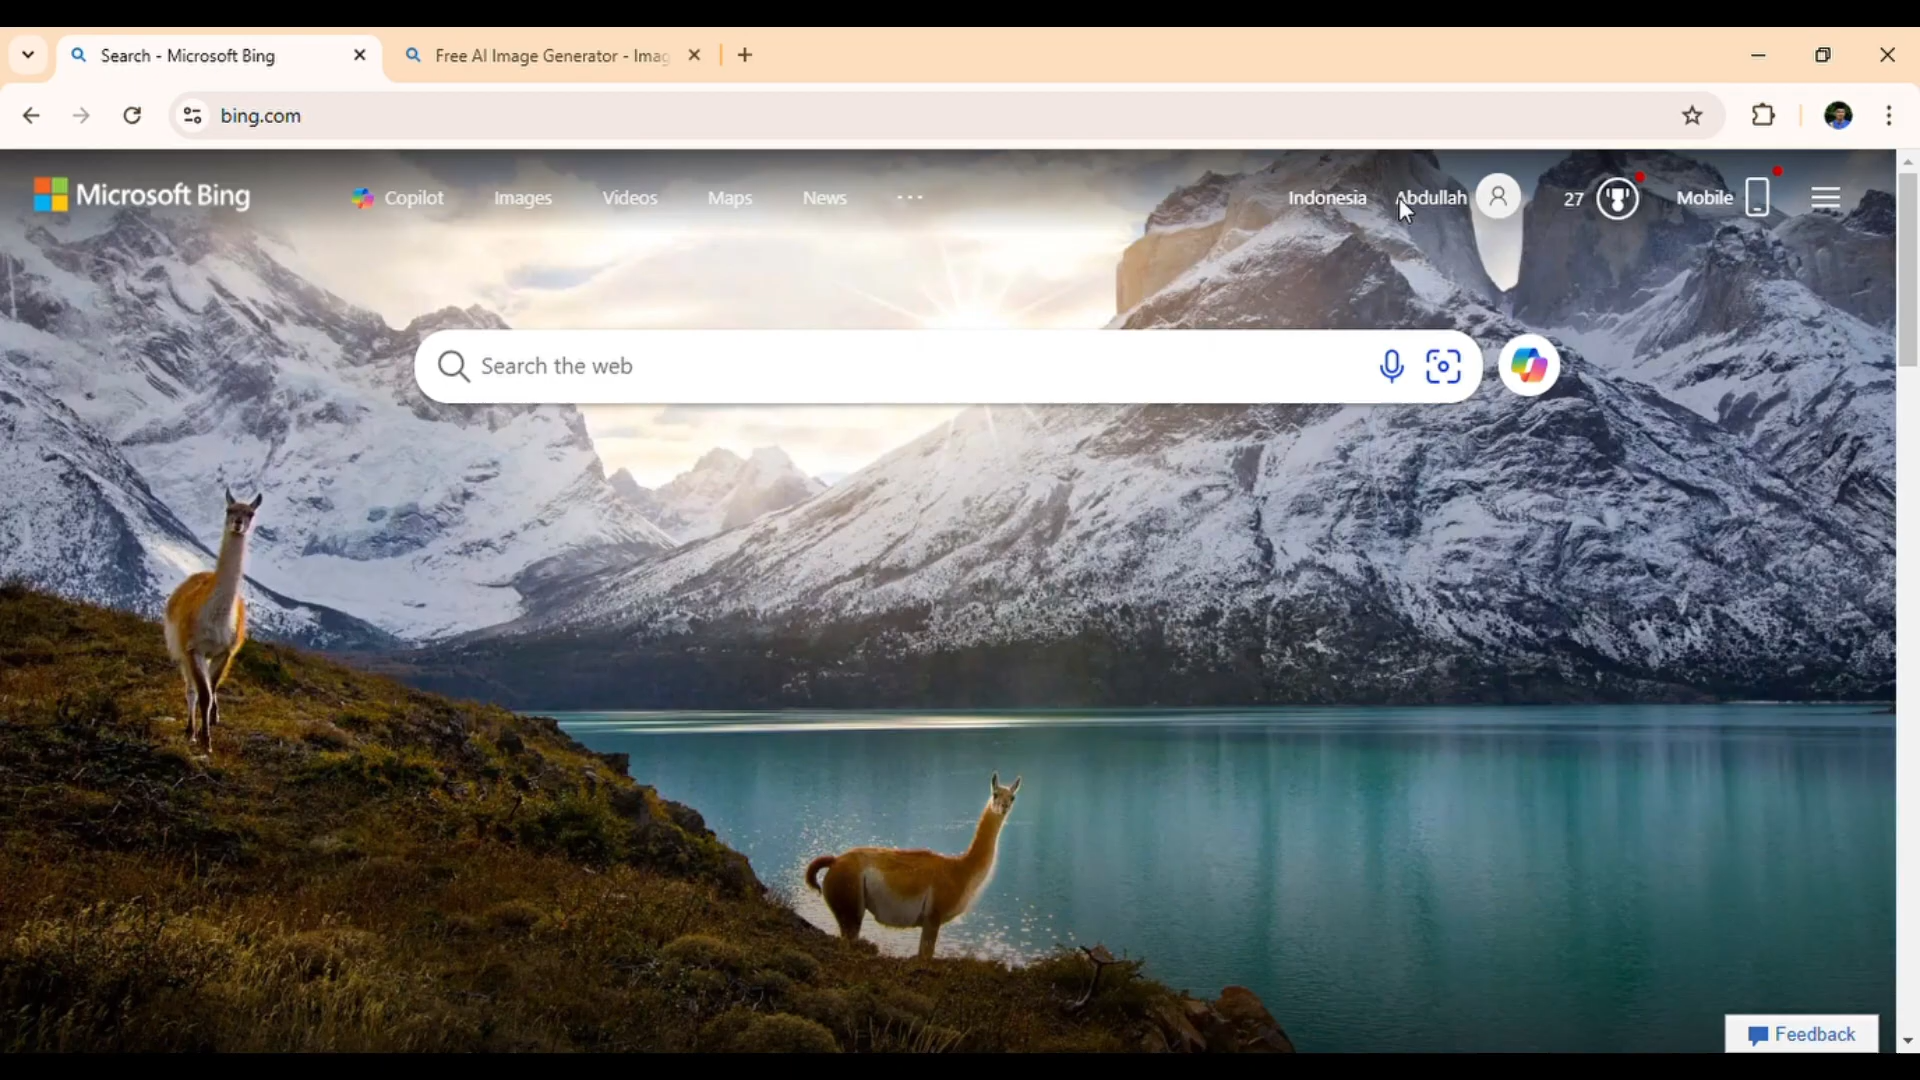 Search - Microsoft Bing
Free AI Image Generator - Imag
bing.com
Microsoft Bing
Copilot
Images
Videos
Maps
News
Indonesia
Abdullah
27
Mobile
Search the web
Feedback